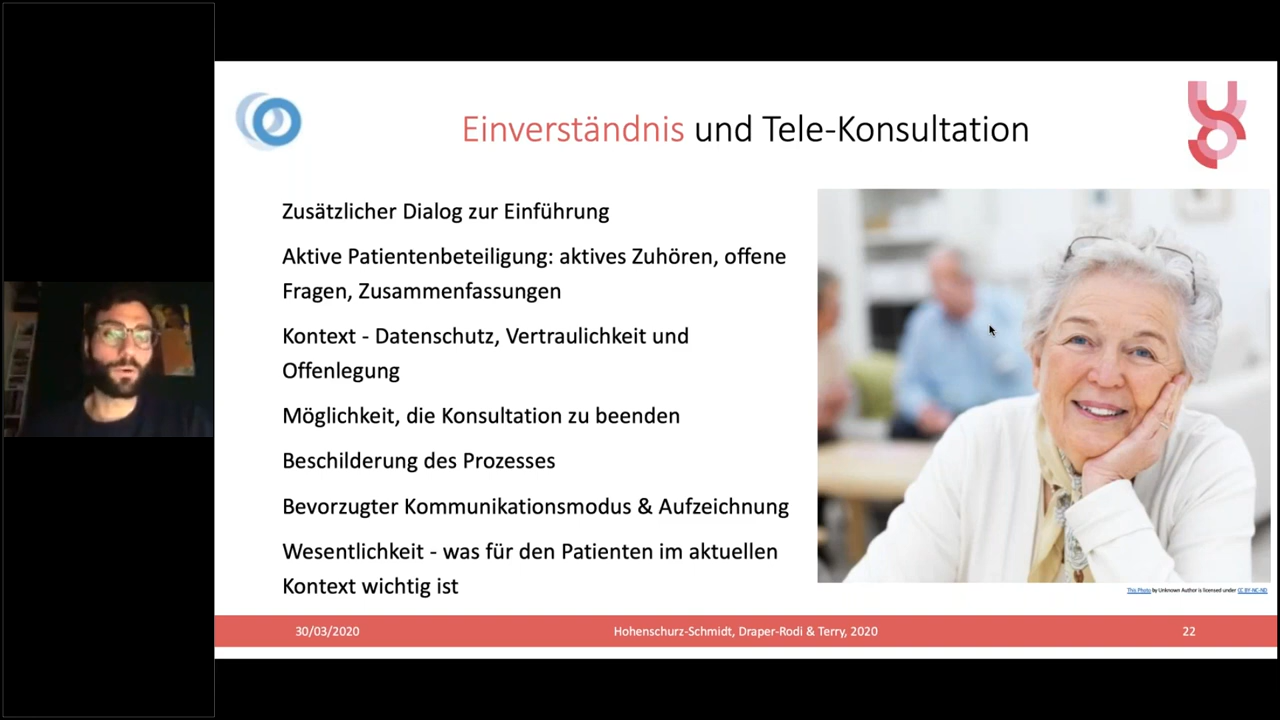 Einverständnis und Tele-Konsultation
Zusätzlicher Dialog zur Einführung
Aktive Patientenbeteiligung: aktives Zuhören, offene
Fragen, Zusammenfassungen
Kontext - Datenschutz, Vertraulichkeit und
Offenlegung
Möglichkeit, die Konsultation zu beenden
Beschilderung des Prozesses
Bevorzugter Kommunikationsmodus & Aufzeichnung
Wesentlichkeit - was für den Patienten im aktuellen
Kontext wichtig ist
This Photo by Unknown Author is licensed under CC BY-NC-ND
30/03/2020
Hohenschurz-Schmidt, Draper-Rodi & Terry, 2020
22